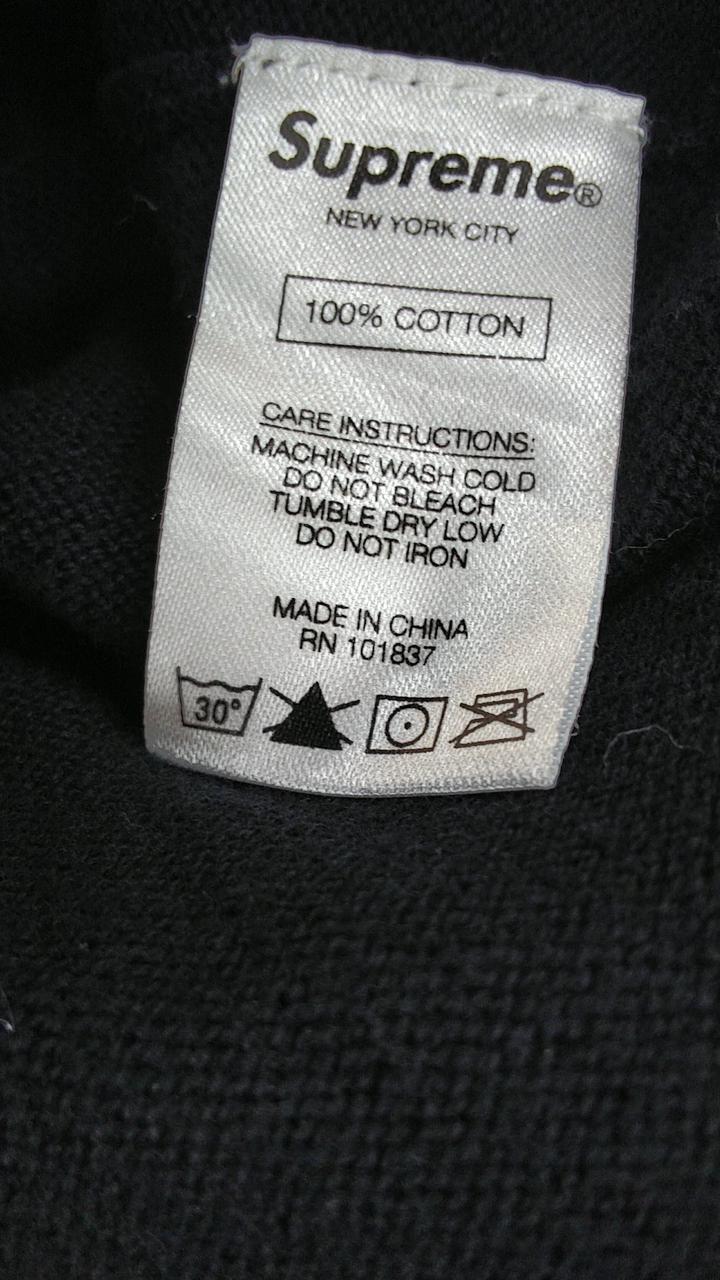 Supreme®
NEW YORK CITY
100% COTTON
CARE INSTRUCTIONS:
MACHINE WASH COLD
DO NOT BLEACH
TUMBLE DRY LOW
DO NOT IRON
MADE IN CHINA
RN 101837
30°